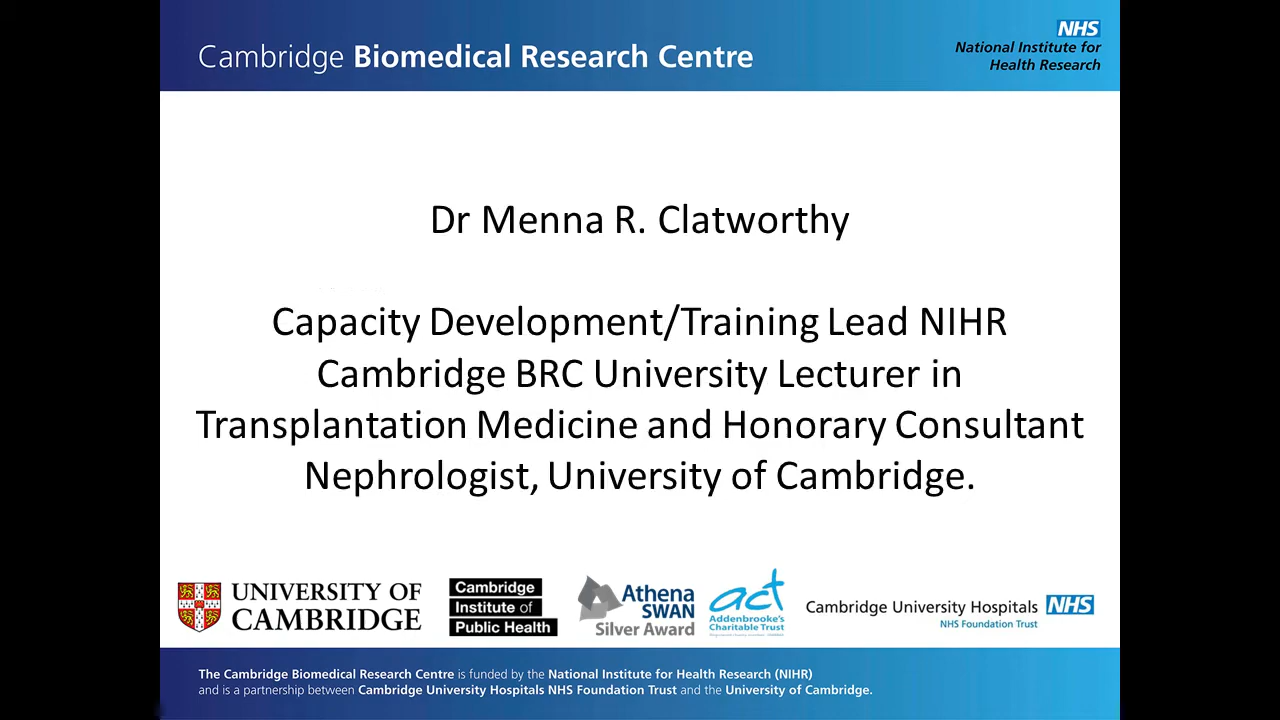 Cambridge Biomedical Research Centre
NHS
National Institute for
Health Research
Dr Menna R. Clatworthy
Capacity Development/Training Lead NIHR
Cambridge BRC University Lecturer in
Transplantation Medicine and Honorary Consultant
Nephrologist, University of Cambridge.
UNIVERSITY OF
CAMBRIDGE
Cambridge
Institute of
Public Health
Athena
SWAN
Silver Award
act
Addenbrooke's
Charitable Trust
Cambridge University Hospitals NHS
NHS Foundation Trust
The Cambridge Biomedical Research Centre is funded by the National Institute for Health Research (NIHR)
and is a partnership between Cambridge University Hospitals NHS Foundation Trust and the University of Cambridge.